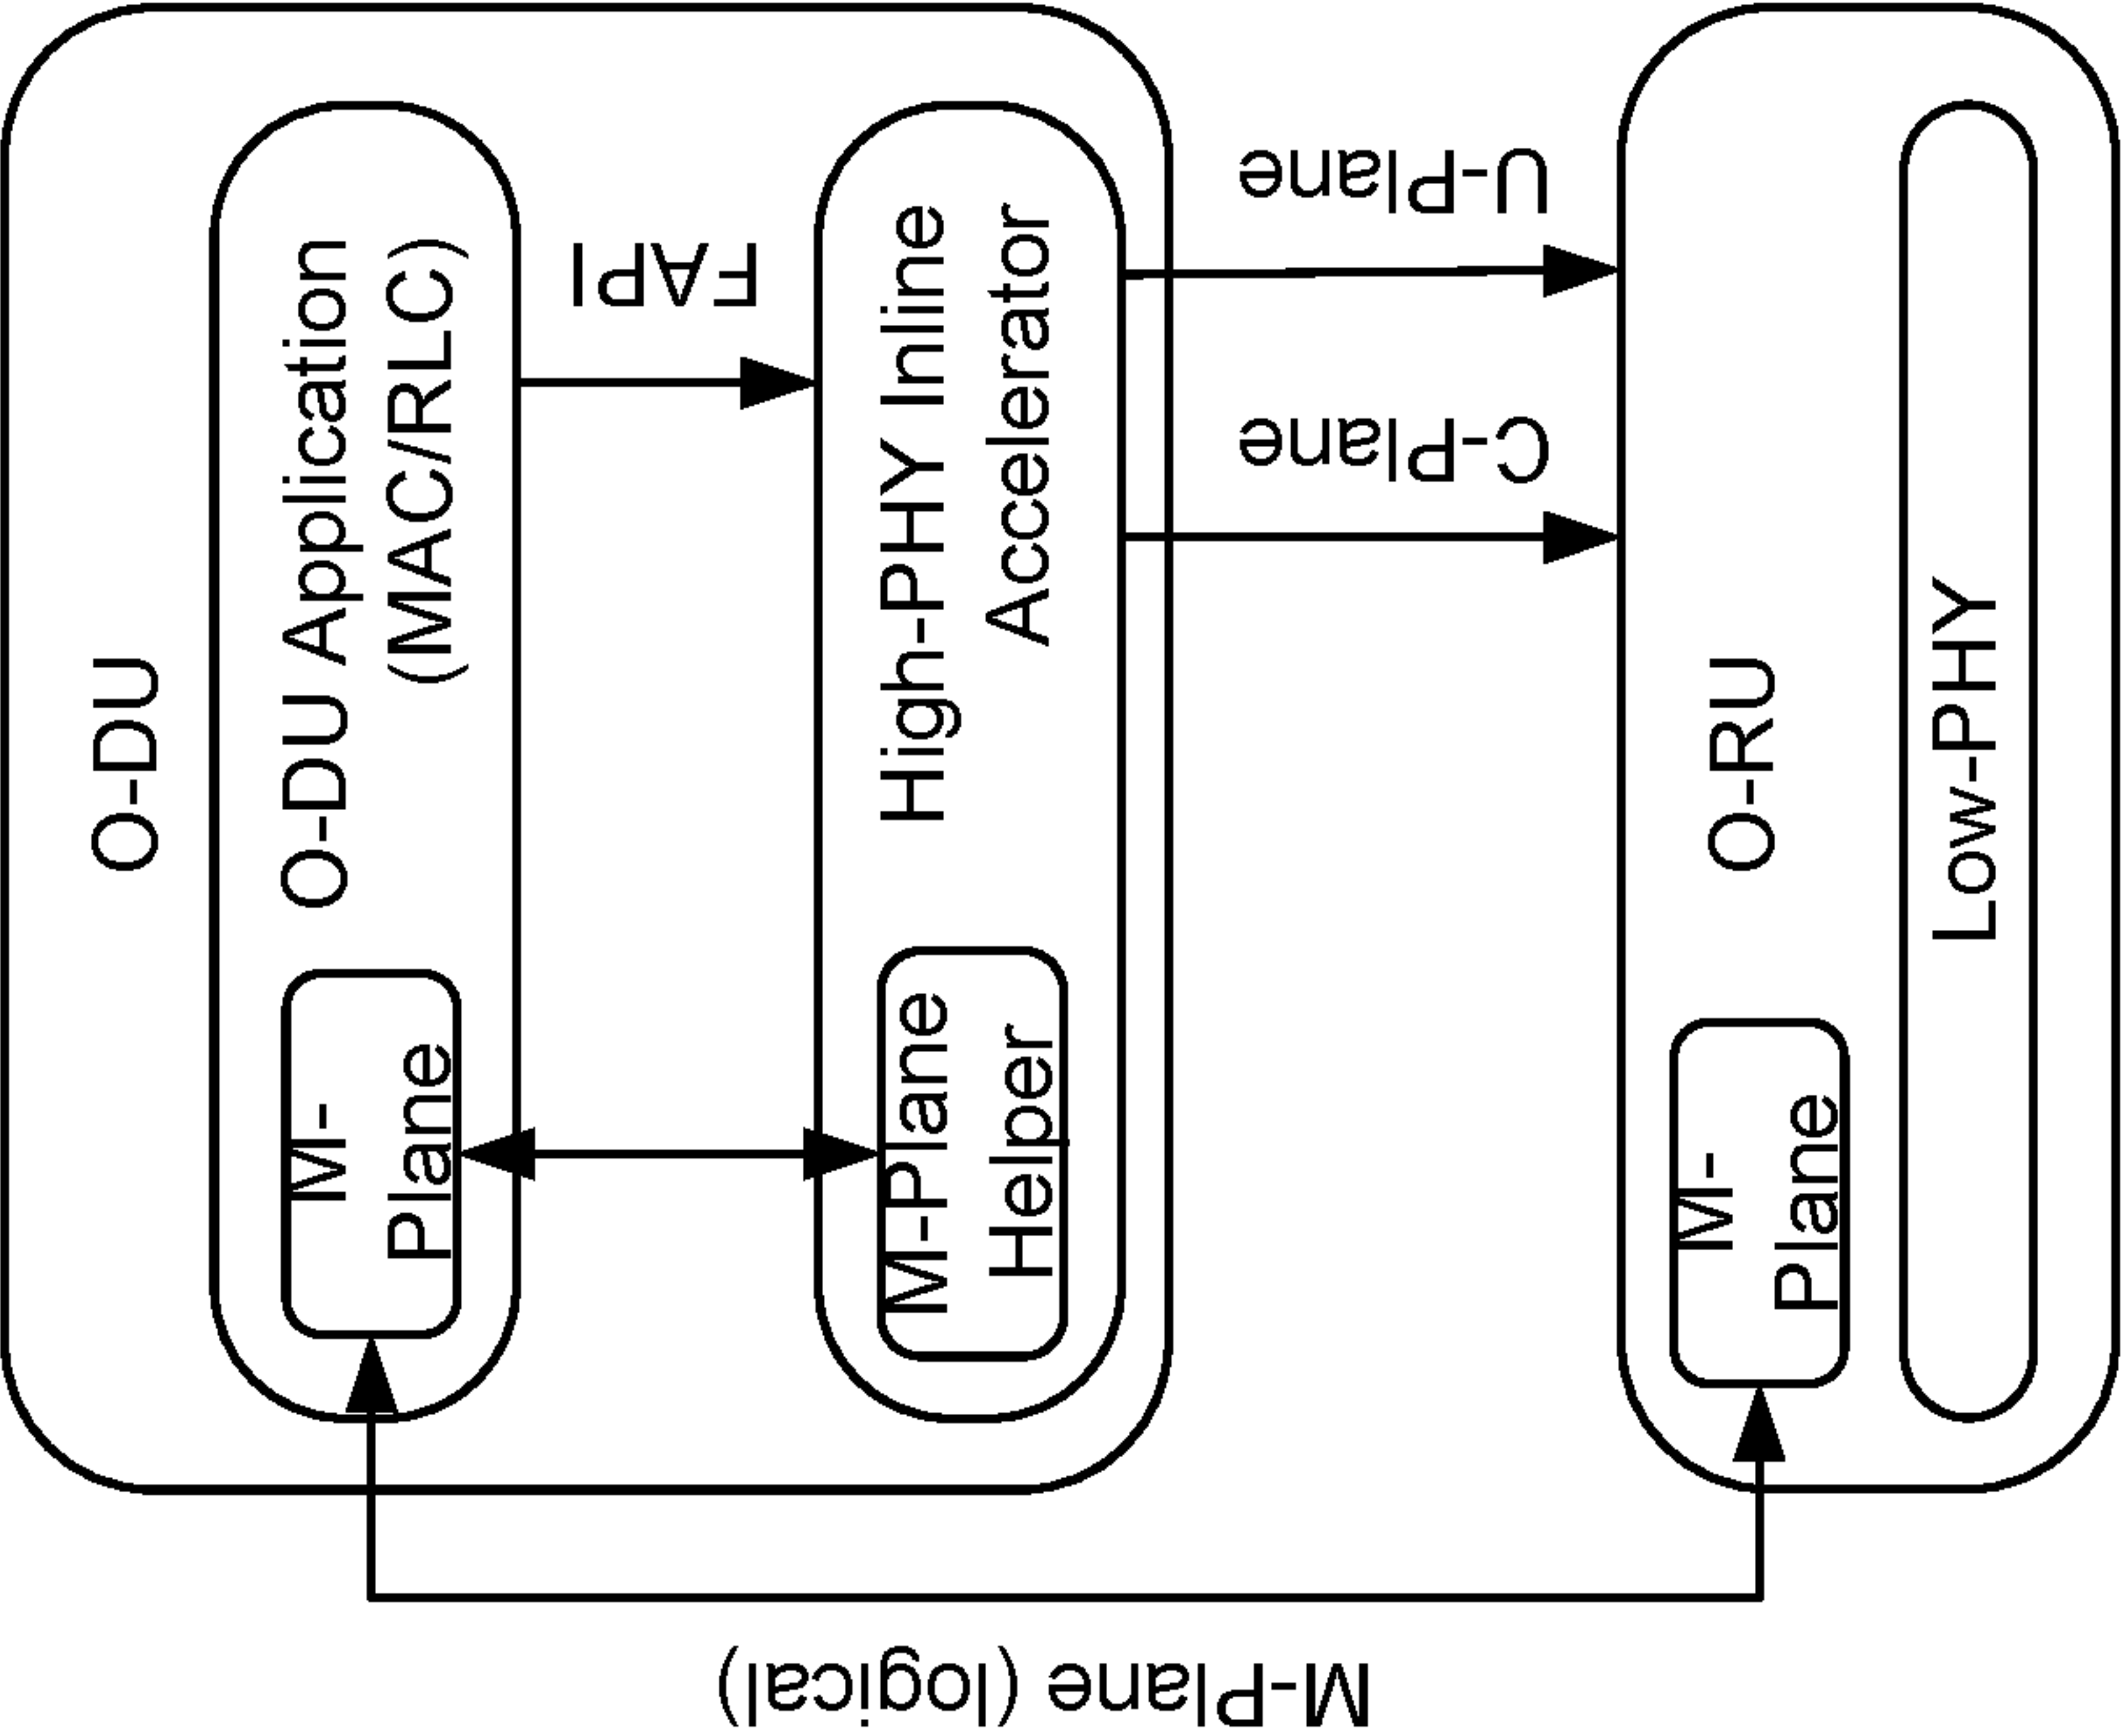 O-DU
O-DU Application
(MAC/RLC)
M-
Plane
FAPI
High-PHY Inline
Accelerator
M-Plane
Helper
M-Plane (logical)
C-Plane
U-Plane
O-RU
M-
Plane
Low-PHY